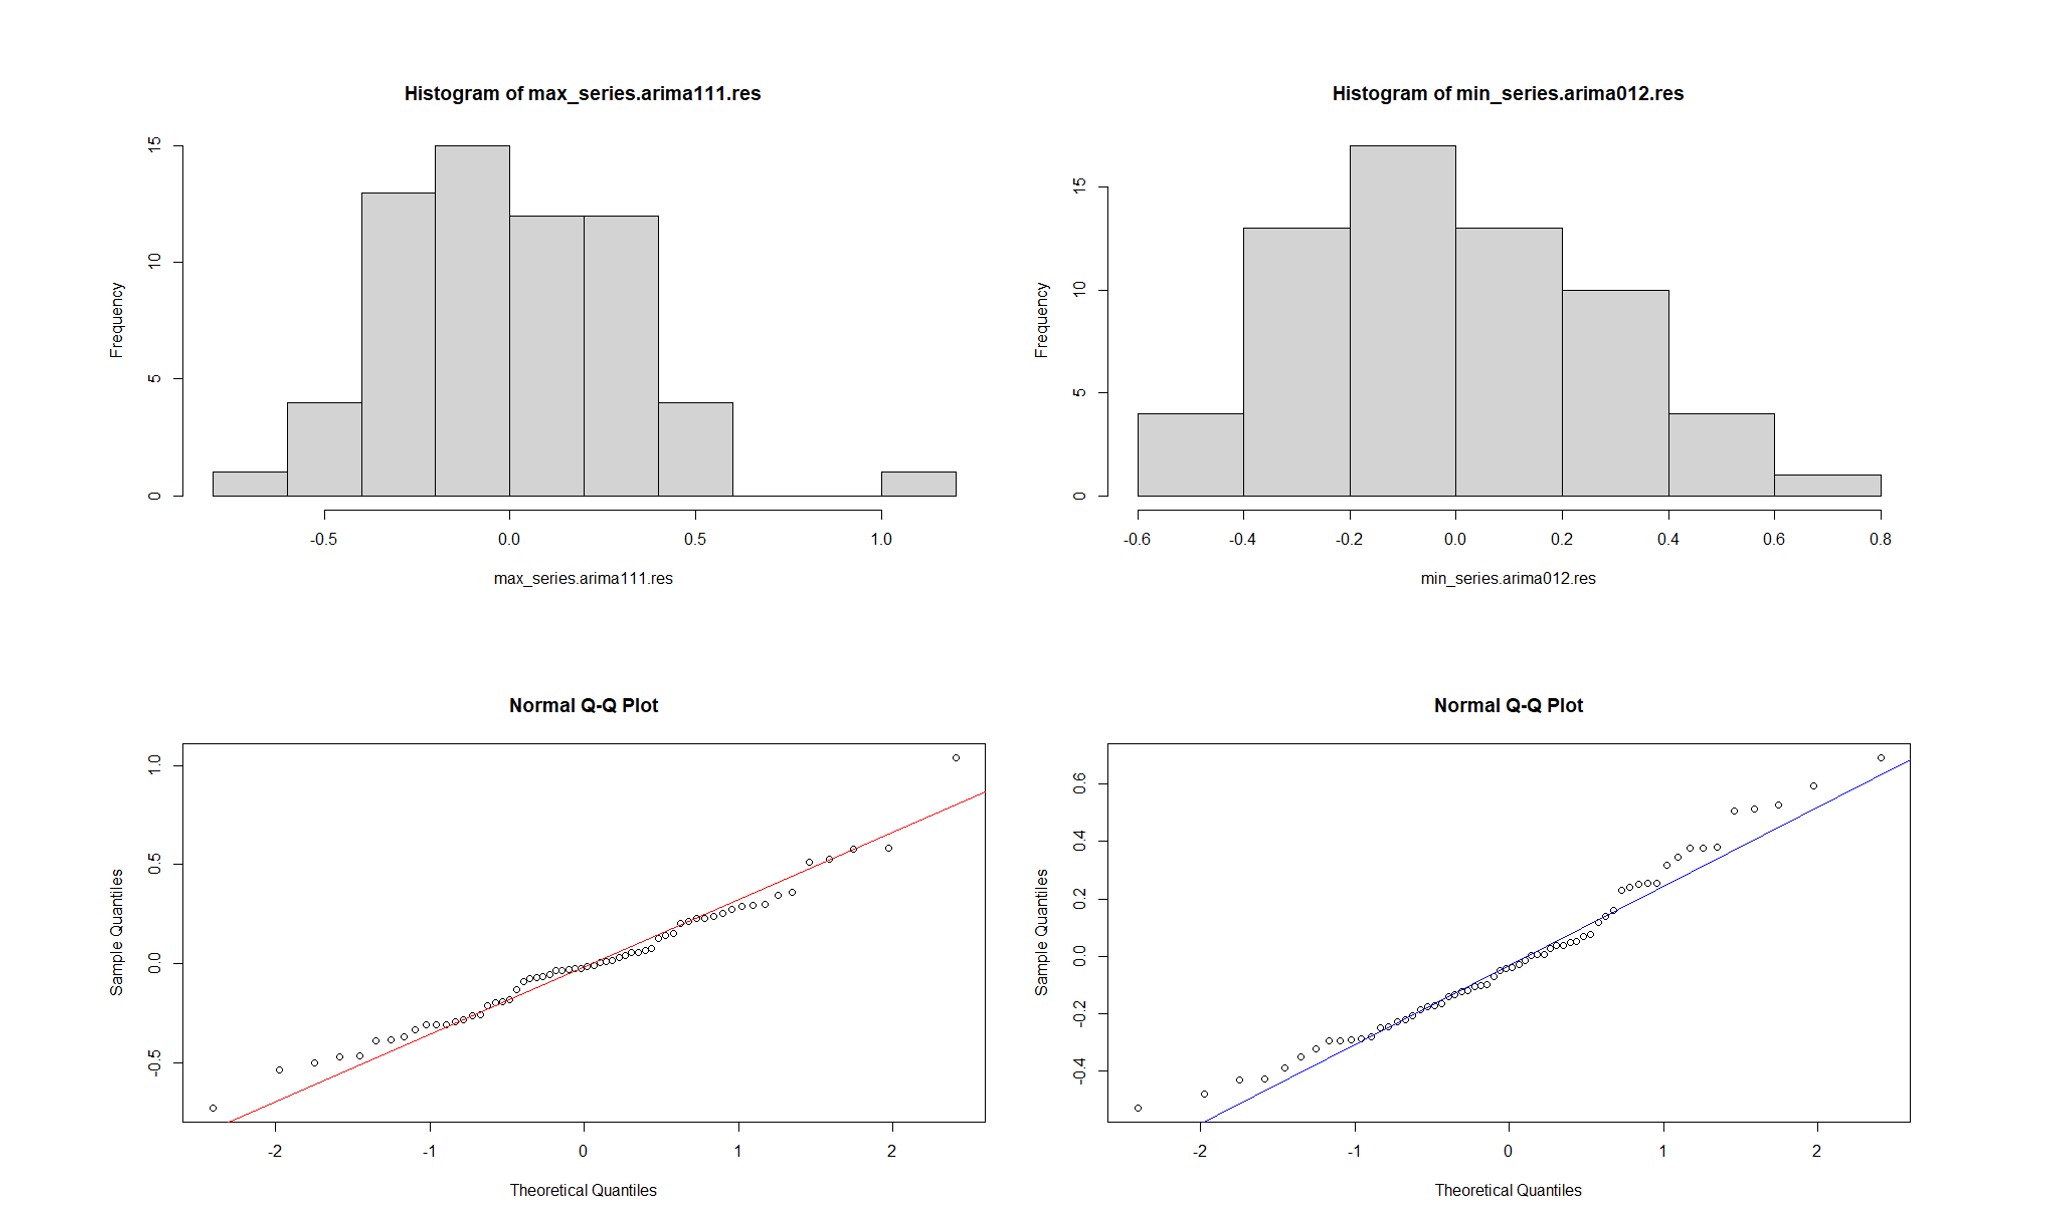 Histogram of max_series.arima111.res
Frequency
15
10
5
0
-0.5 0.0 0.5 1.0
max_series.arima111.res
Histogram of min_series.arima012.res
Frequency
15
10
5
0
-0.6 -0.4 -0.2 0.0 0.2 0.4 0.6 0.8
min_series.arima012.res
Normal Q-Q Plot
Sample Quantiles
1.0
0.5
0.0
-0.5
-2 -1 0 1 2
Theoretical Quantiles
Normal Q-Q Plot
Sample Quantiles
0.6
0.4
0.2
0.0
-0.2
-0.4
-2 -1 0 1 2
Theoretical Quantiles